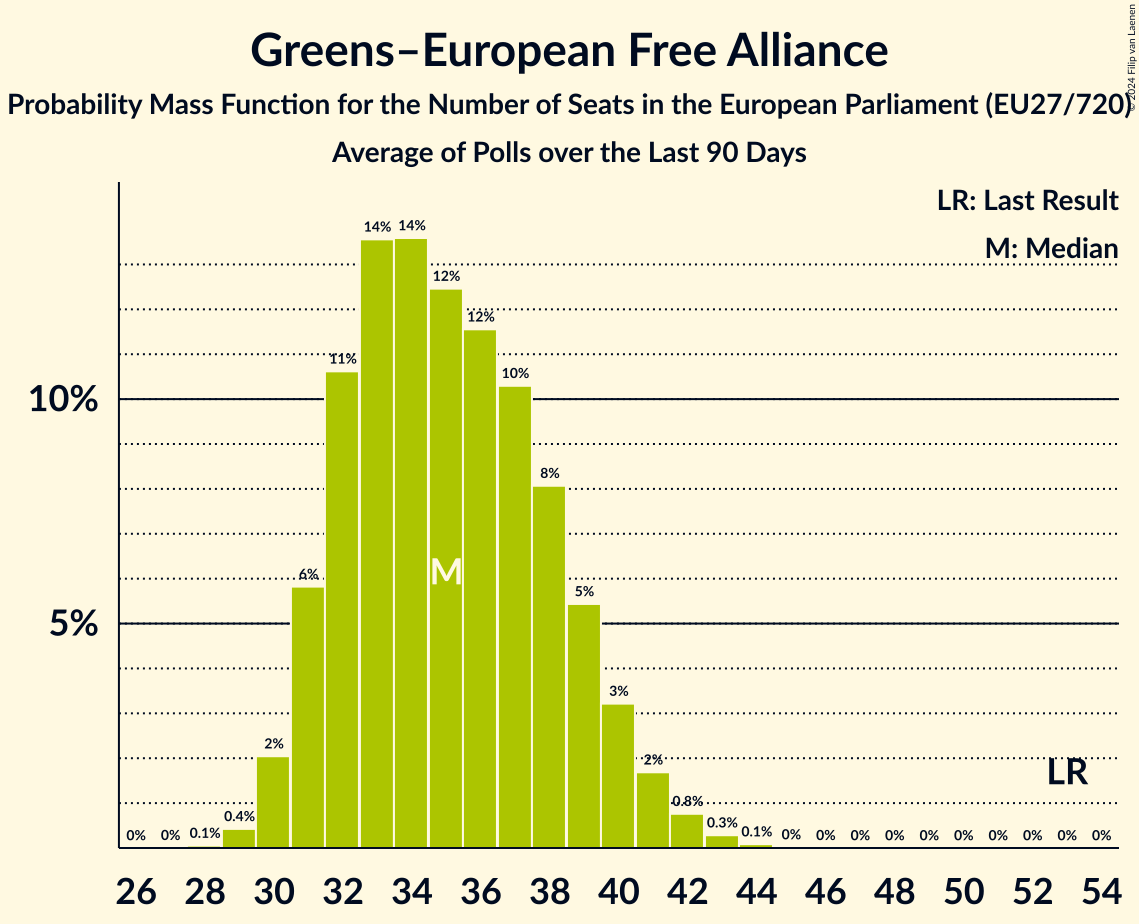 Greens–European Free Alliance
Probability Mass Function for the Number of Seats in the European Parliament (EU27/720)
Average of Polls over the Last 90 Days
© 2024 Filip van Laenen
LR: Last Result
M: Median
14% 14%
12%
12%
11%
10%
10%
8%
M
6%
5%
5%
3%
2%
2%
LR
0.8%
0.4%
0.3%
0% 0% 0.1% 0.1% 0% 0% 0% 0% 0% 0% 0% 0% 0% 0%
26 28 30 32 34 36 38 40 42 44 46 48 50 52 54